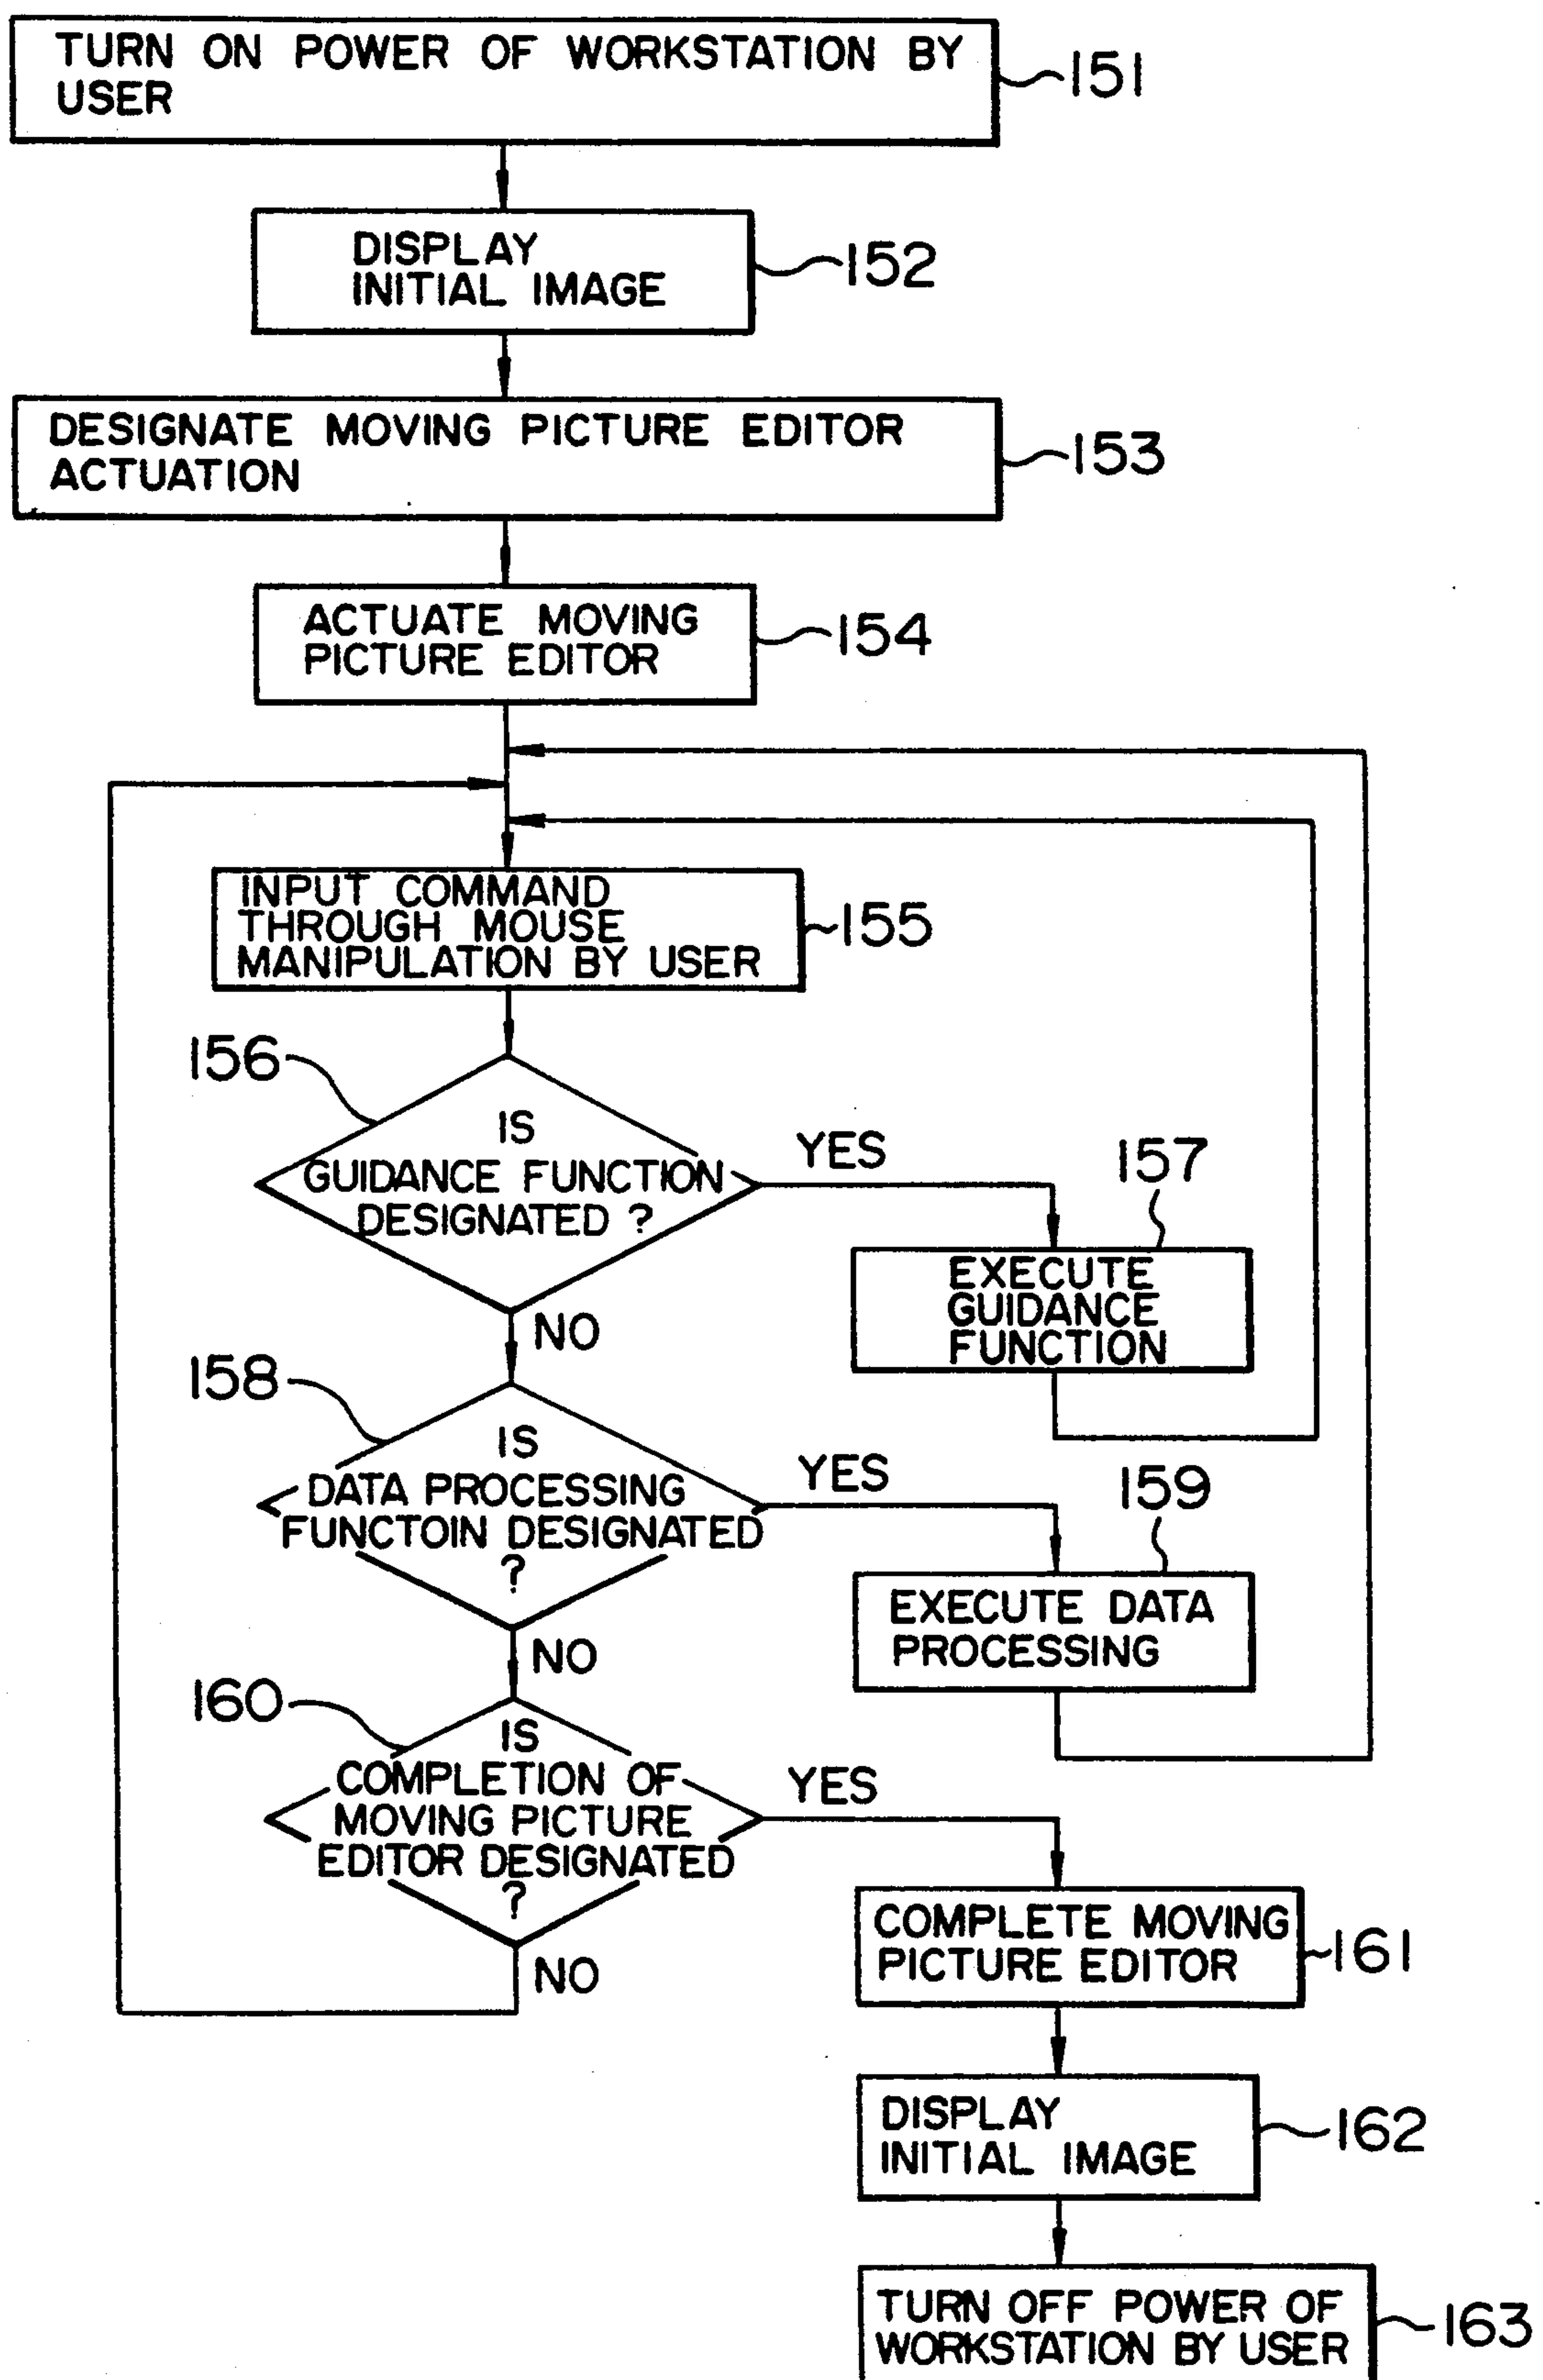 TURN ON POWER OF WORKSTATION BY
USER
151
DISPLAY
INITIAL IMAGE
152
DESIGNATE MOVING PICTURE EDITOR
ACTUATION
153
ACTUATE MOVING
PICTURE EDITOR
154
INPUT COMMAND
THROUGH MOUSE
MANIPULATION BY USER
155
156
IS
GUIDANCE FUNCTION
DESIGNATED ?
YES
NO
157
EXECUTE
GUIDANCE
FUNCTION
158
IS
DATA PROCESSING
FUNCTOIN DESIGNATED
?
YES
NO
159
EXECUTE DATA
PROCESSING
160
IS
COMPLETION OF
MOVING PICTURE
EDITOR DESIGNATED
?
YES
NO
COMPLETE MOVING
PICTURE EDITOR
161
DISPLAY
INITIAL IMAGE
162
TURN OFF POWER OF
WORKSTATION BY USER
163